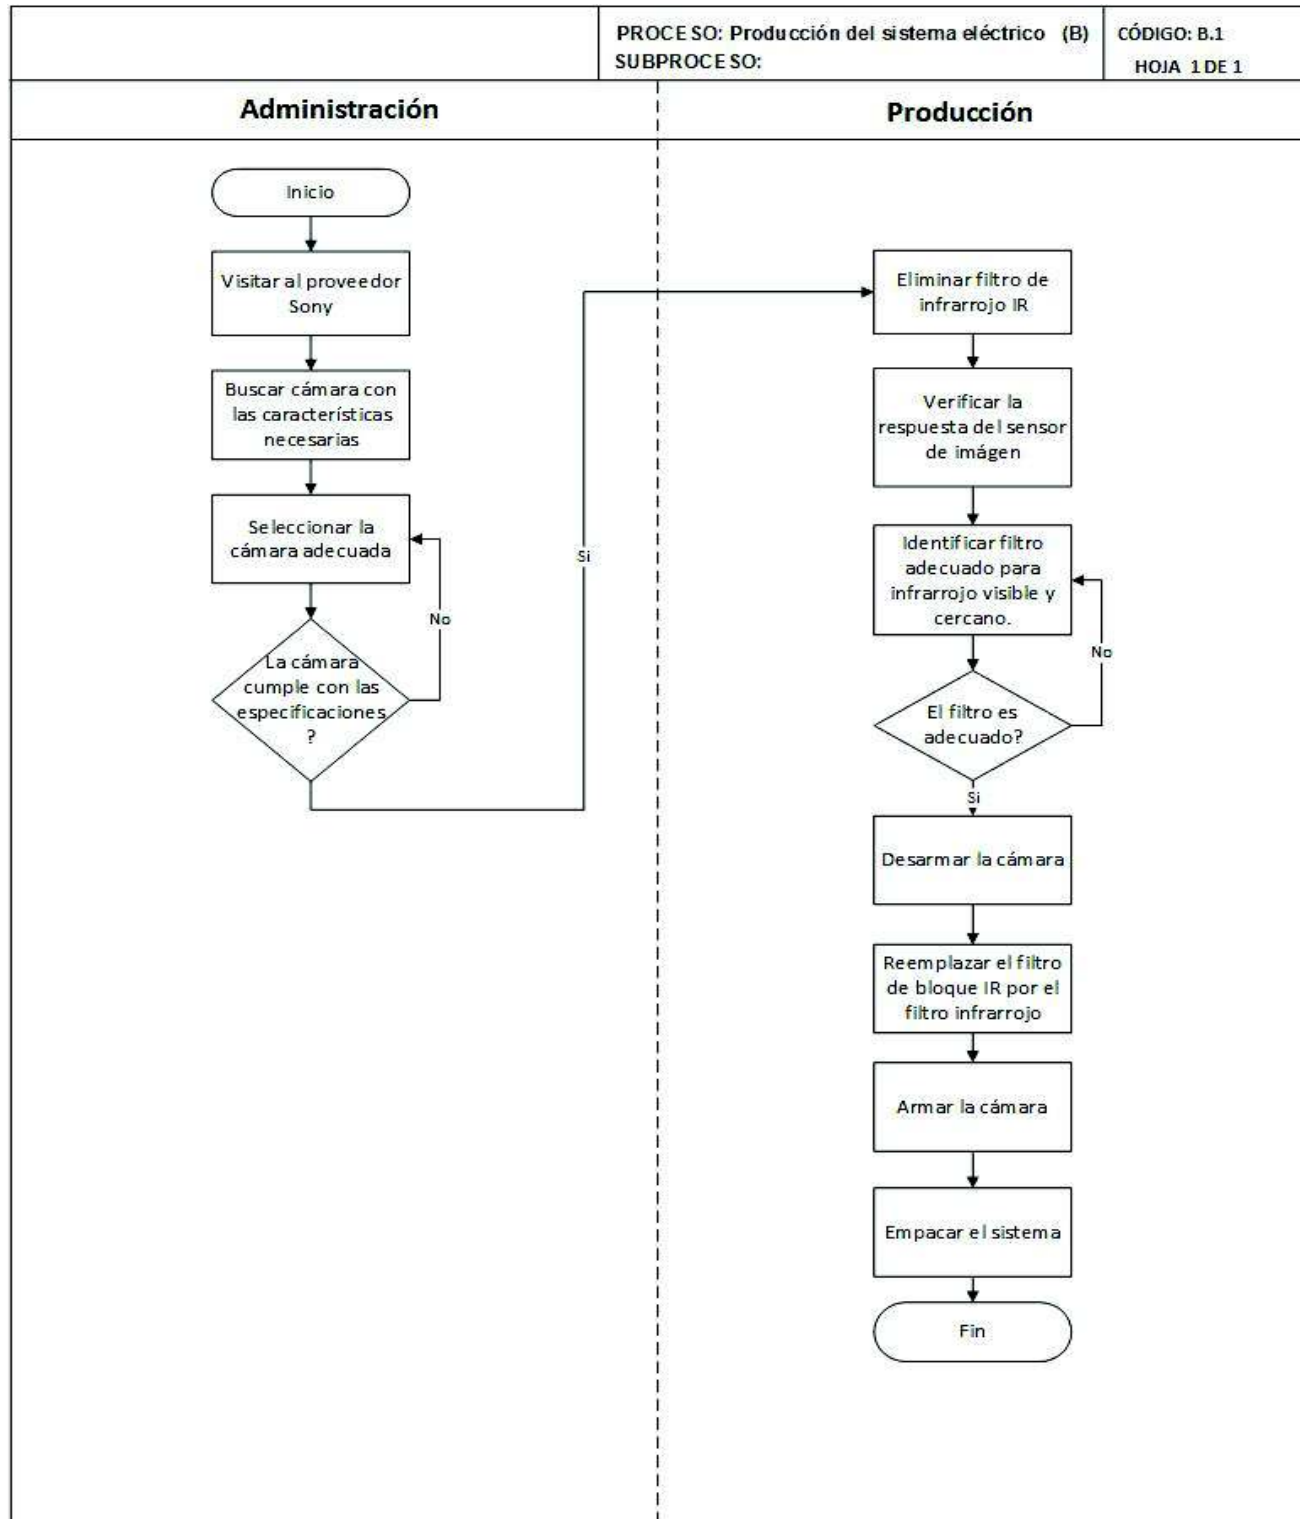 PROCESO: Producción del sistema eléctrico (B)
SUBPROCESO:
CÓDIGO: B.1
HOJA 1 DE 1
Administración
Producción
Inicio
Visitar al proveedor
Sony
Buscar cámara con
las características
necesarias
Seleccionar la
cámara adecuada
No
La cámara
cumple con las
especificaciones
?
Si
Eliminar filtro de
infrarrojo IR
Verificar la
respuesta del sensor
de imágen
Identificar filtro
adecuado para
infrarrojo visible y
cercano.
No
El filtro es
adecuado?
Si
Desarmar la cámara
Reemplazar el filtro
de bloque IR por el
filtro infrarrojo
Armar la cámara
Empacar el sistema
Fin